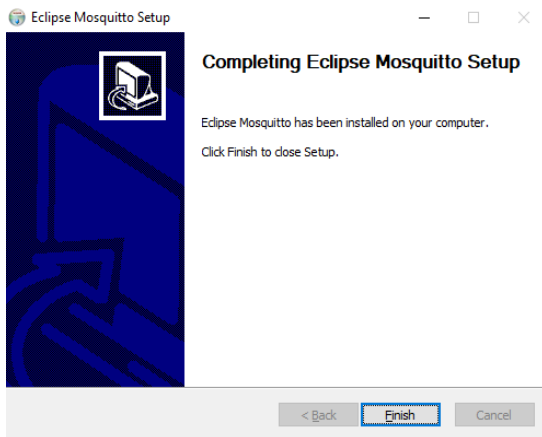 Eclipse Mosquitto Setup
Completing Eclipse Mosquitto Setup
Eclipse Mosquitto has been installed on your computer.
Click Finish to close Setup.
< Back
Finish
Cancel